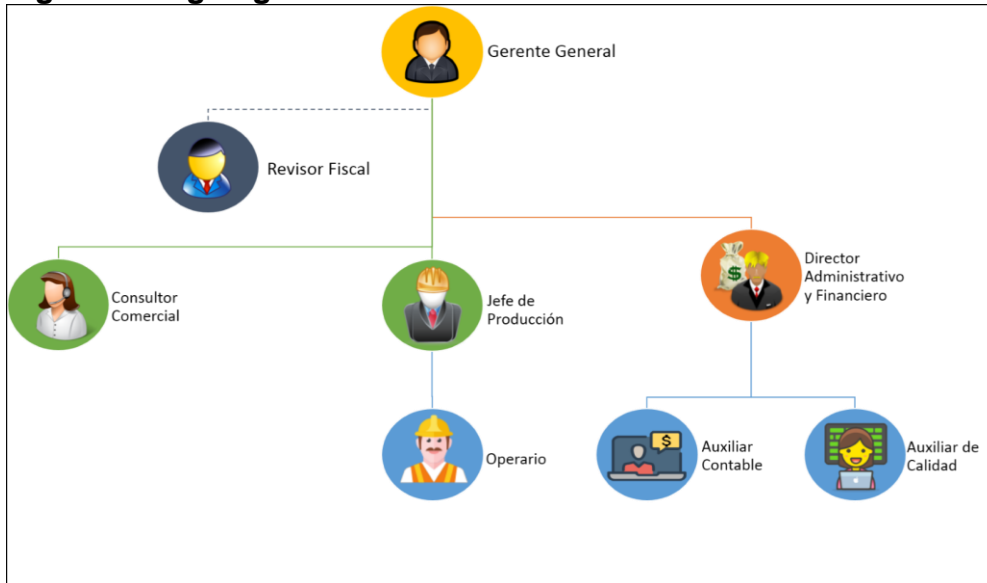 Gerente General
Revisor Fiscal
Consultor
Comercial
Jefe de
Producción
Director
Administrativo
y Financiero
Operario
Auxiliar
Contable
Auxiliar de
Calidad